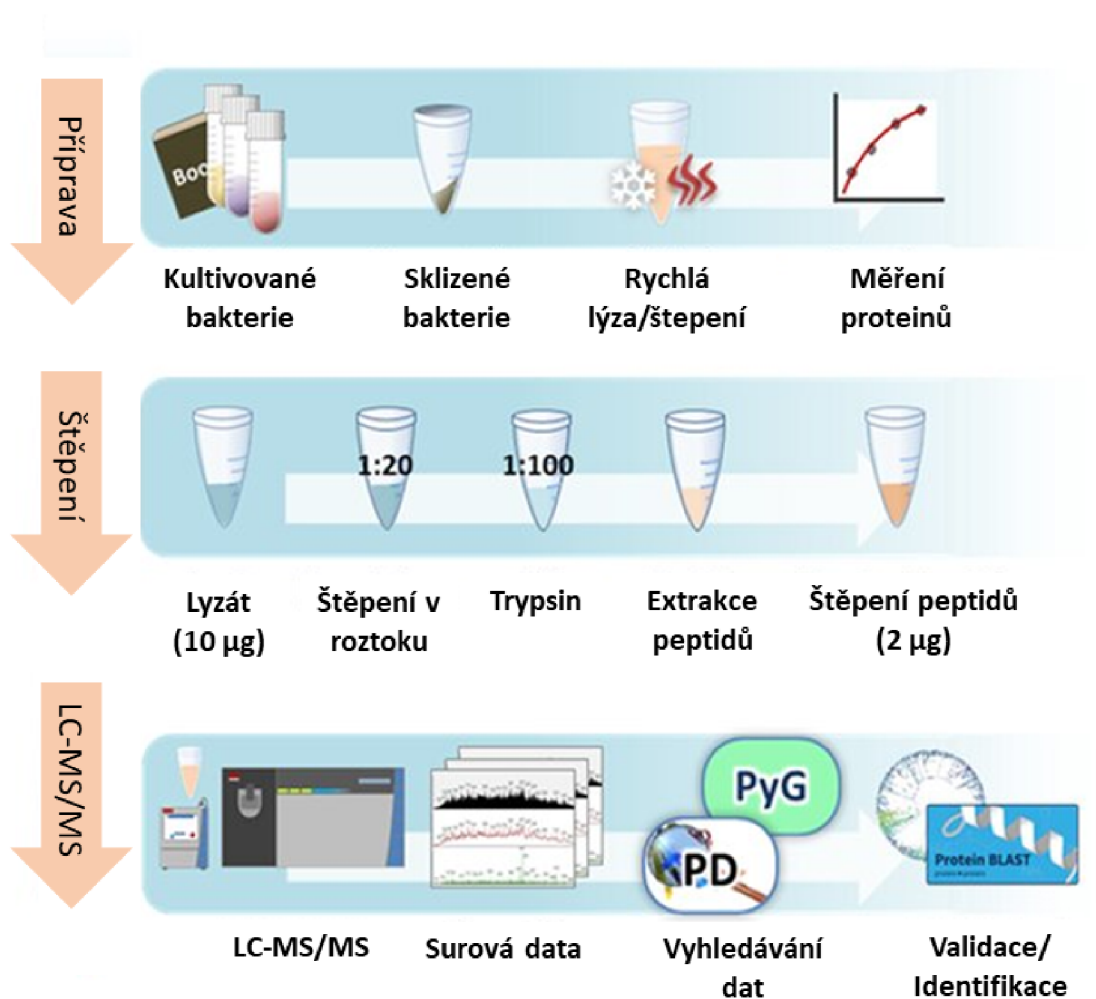 Příprava
Boo
Kultivované
bakterie
Sklizené
bakterie
Rychlá
lýza/štepení
Měření
proteinů
Štěpení
1:20
1:100
Lyzát
(10 µg)
Štěpení v
roztoku
Trypsin
Extrakce
peptidů
Štěpení peptidů
(2 µg)
LC-MS/MS
PyG
PD
Protein BLAST
LC-MS/MS
Surová data
Vyhledávání
dat
Validace/
Identifikace